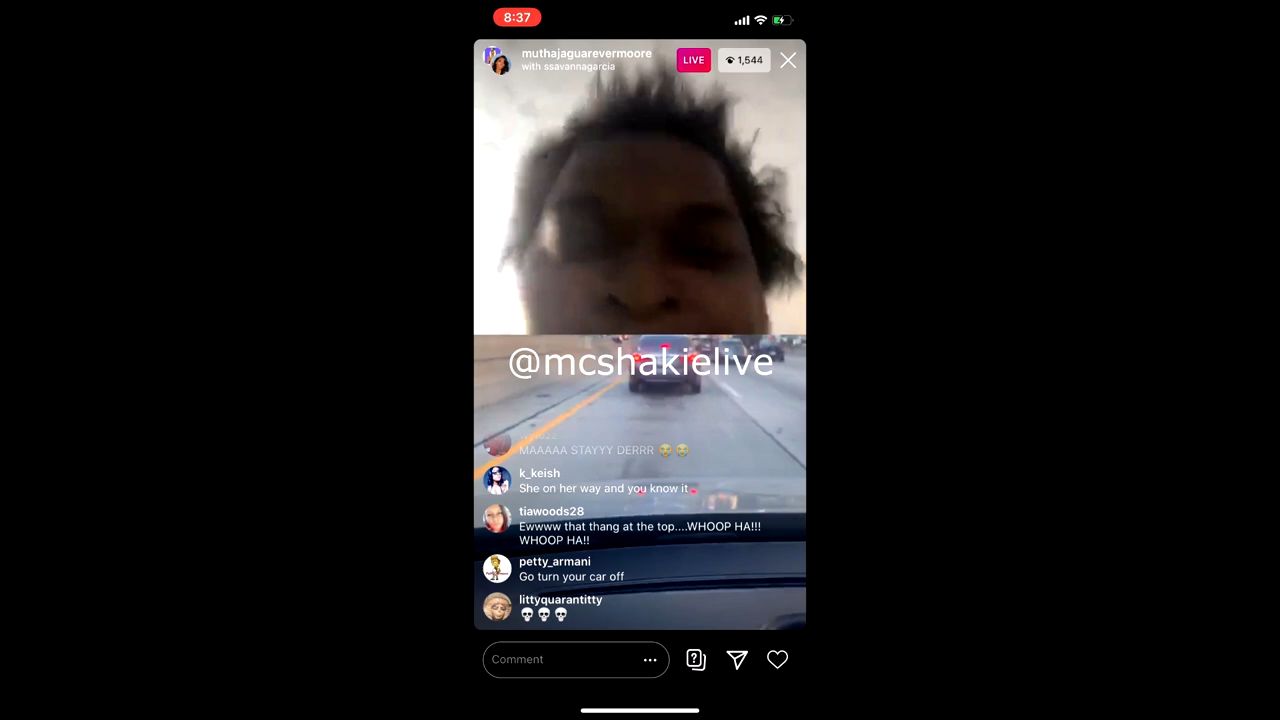 8:37
muthajaguarevermoore
with ssavannagarcia
LIVE
1,544
@mcshakielive
MAAAAA STAYYY DERRR 😭 😭
k_keish
She on her way and you know it
tiawoods28
Ewwww that thang at the top....WHOOP HA!!!
WHOOP HA!!
petty_armani
Go turn your car off
littyquarantitty
💀 💀 💀
Comment